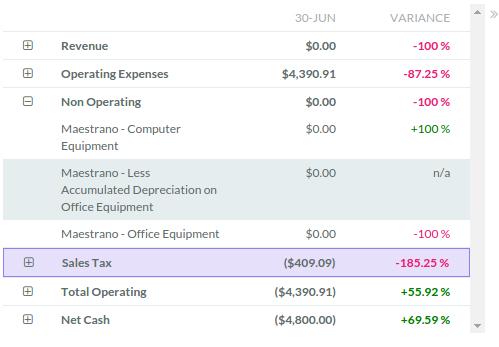 30-JUN VARIANCE
Revenue $0.00 -100 %
Operating Expenses $4,390.91 -87.25 %
Non Operating $0.00 -100 %
Maestrano - Computer $0.00 +100 %
Equipment
Maestrano - Less $0.00 n/a
Accumulated Depreciation on
Office Equipment
Maestrano - Office Equipment $0.00 -100 %
Sales Tax ($409.09) -185.25 %
Total Operating ($4,390.91) +55.92 %
Net Cash ($4,800.00) +69.59 %